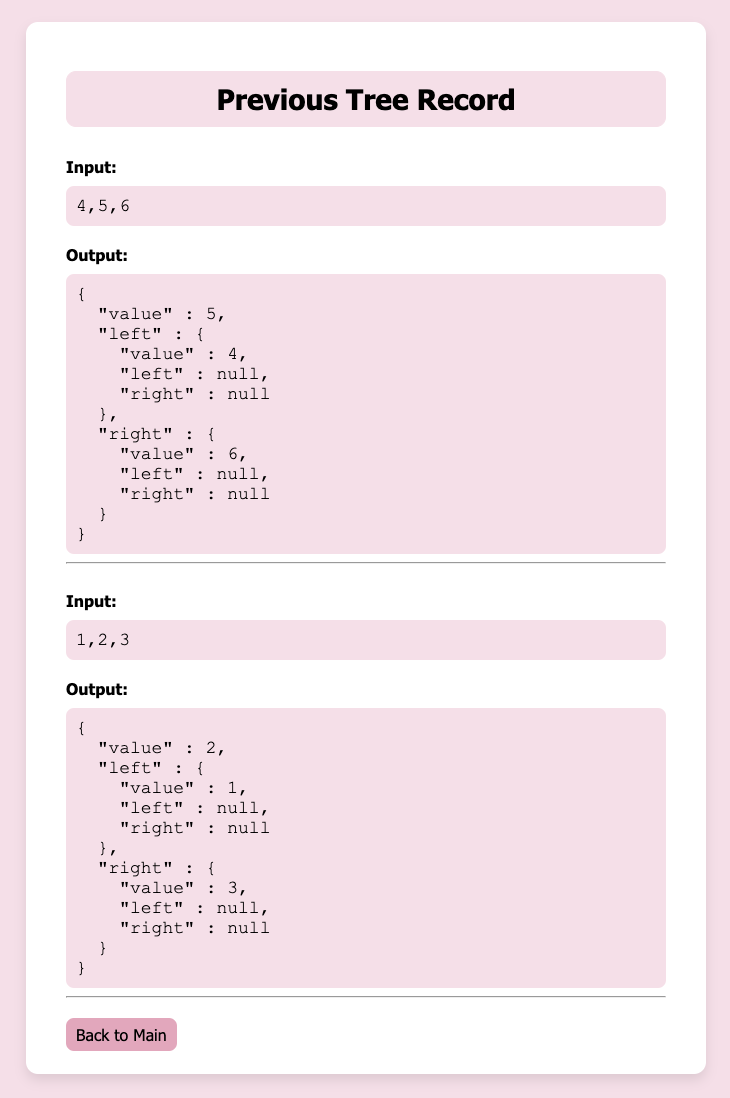 Previous Tree Record
Input:
4,5,6
Output:
{
  "value" : 5,
  "left" : {
    "value" : 4,
    "left" : null,
    "right" : null
  },
  "right" : {
    "value" : 6,
    "left" : null,
    "right" : null
  }
}
Input:
1,2,3
Output:
{
  "value" : 2,
  "left" : {
    "value" : 1,
    "left" : null,
    "right" : null
  },
  "right" : {
    "value" : 3,
    "left" : null,
    "right" : null
  }
}
Back to Main